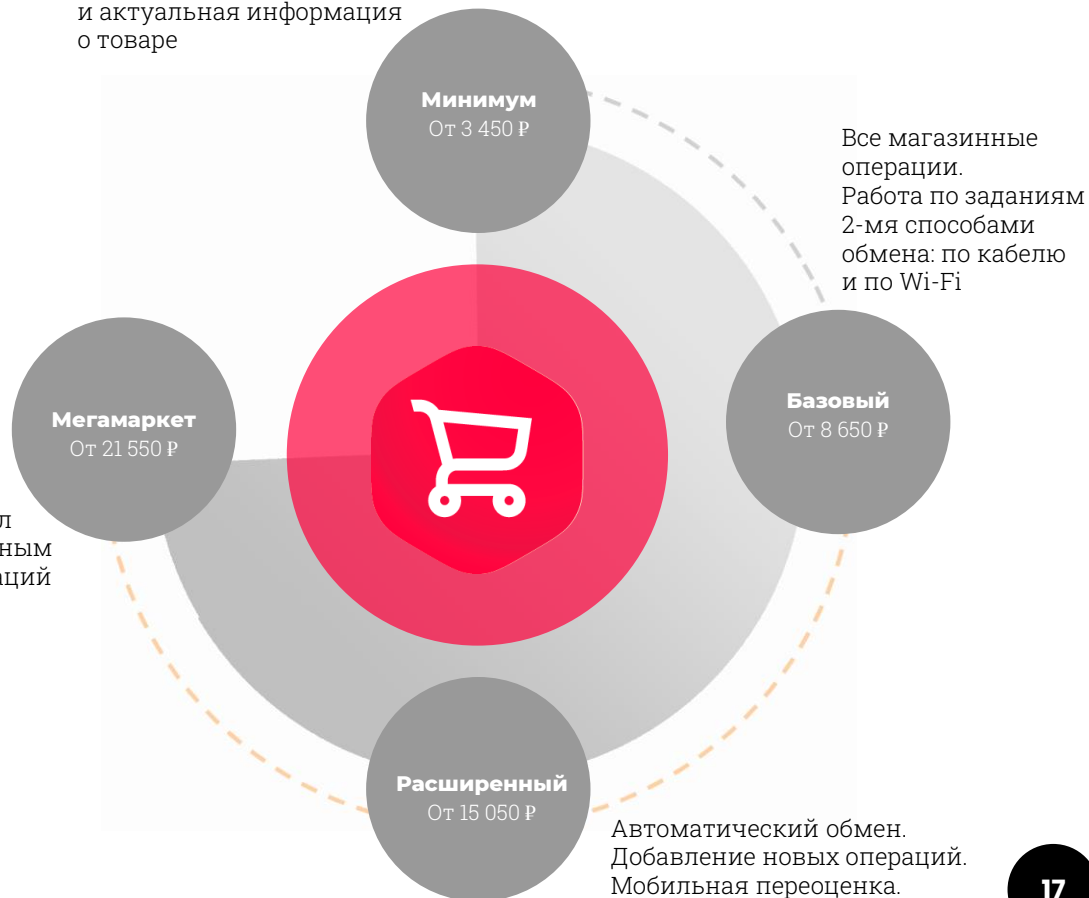 и актуальная информация
о товаре
Минимум
От 3 450 ₽
Все магазинные
операции.
Работа по заданиям
2-мя способами
обмена: по кабелю
и по Wi-Fi
Мегамаркет
От 21 550 ₽
Базовый
От 8 650 ₽
Расширенный
От 15 050 ₽
Автоматический обмен.
Добавление новых операций.
Мобильная переоценка.
17